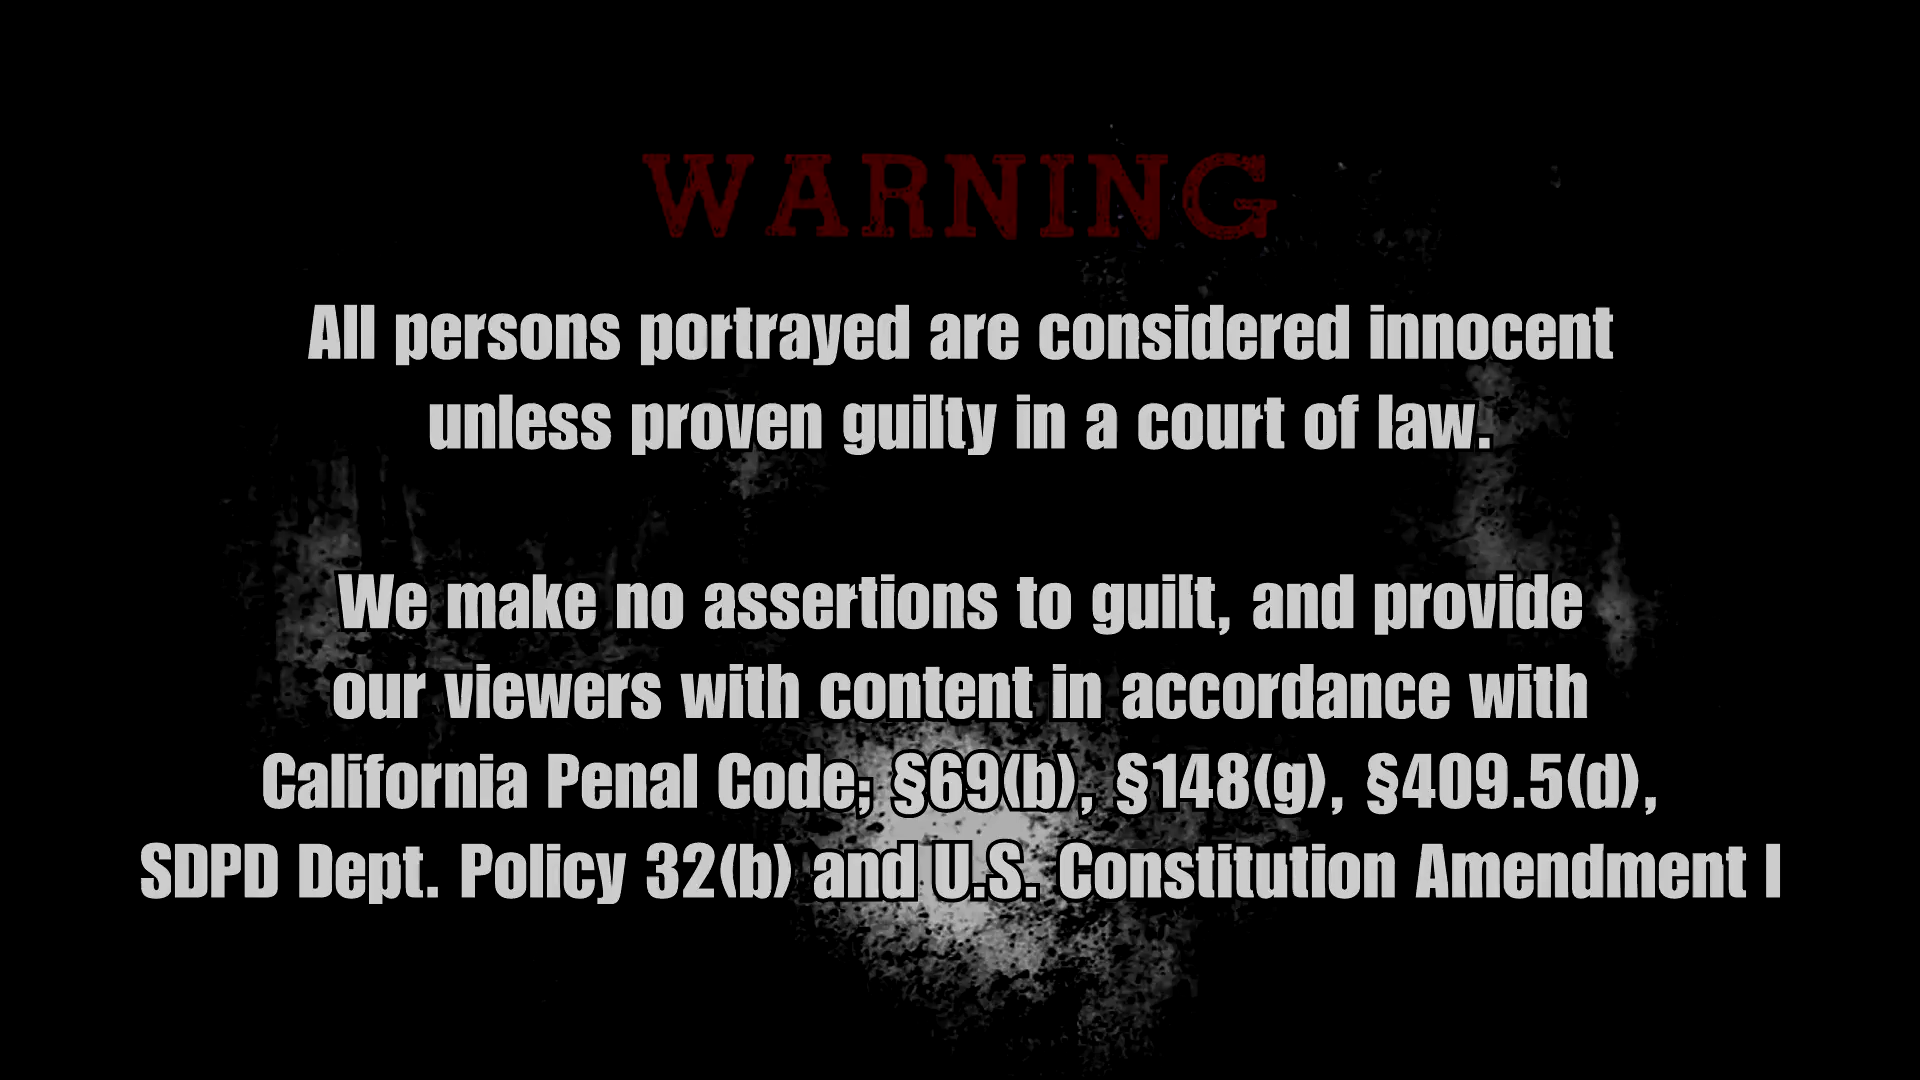 WARNING
All persons portrayed are considered innocent
unless proven guilty in a court of law.
We make no assertions to guilt, and provide
our viewers with content in accordance with
California Penal Code; §69(b), §148(g), §409.5(d),
SDPD Dept. Policy 32(b) and U.S. Constitution Amendment I